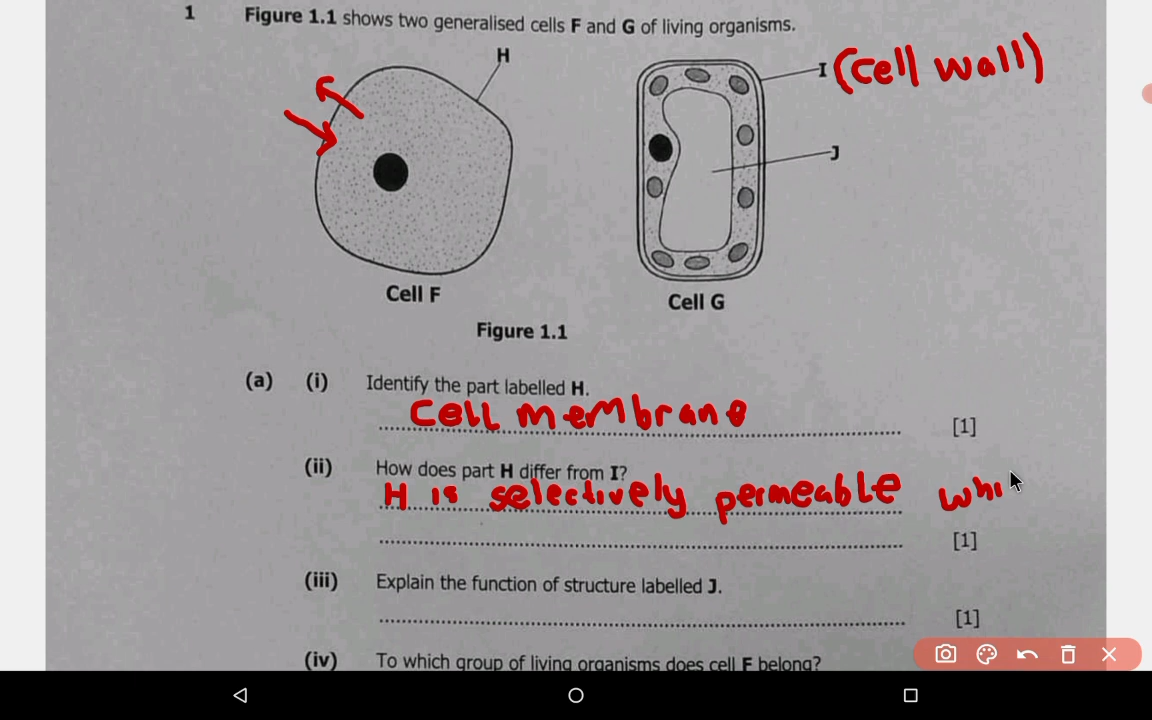 1 Figure 1.1 shows two generalised cells F and G of living organisms.
H
I (cell wall)
J
Cell F
Cell G
Figure 1.1
(a) (i) Identify the part labelled H.
cell membrane
[1]
(ii) How does part H differ from I?
H is selectively permeable whi
[1]
(iii) Explain the function of structure labelled J.
[1]
(iv) To which group of living organisms does cell F belong?